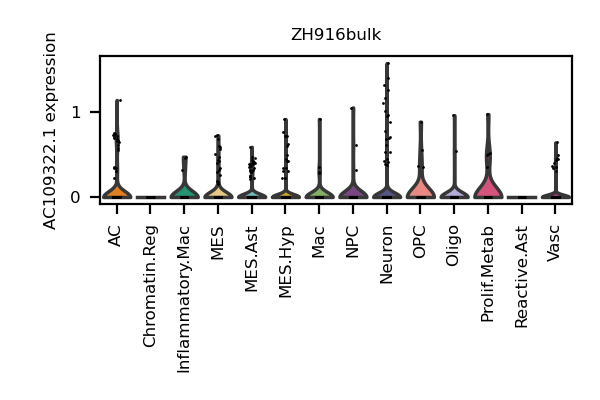 ZH916bulk
AC109322.1 expression
1
0
AC
Chromatin.Reg
Inflammatory.Mac
MES
MES.Ast
MES.Hyp
Mac
NPC
Neuron
OPC
Oligo
Prolif.Metab
Reactive.Ast
Vasc